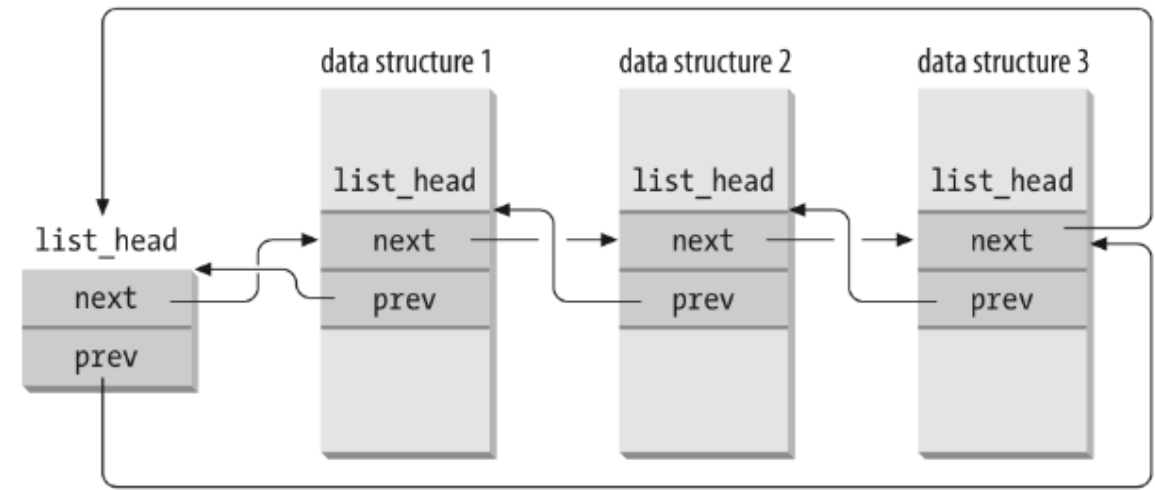 data structure 1
data structure 2
data structure 3
list_head
list_head
list_head
list_head
next
next
next
next
prev
prev
prev
prev